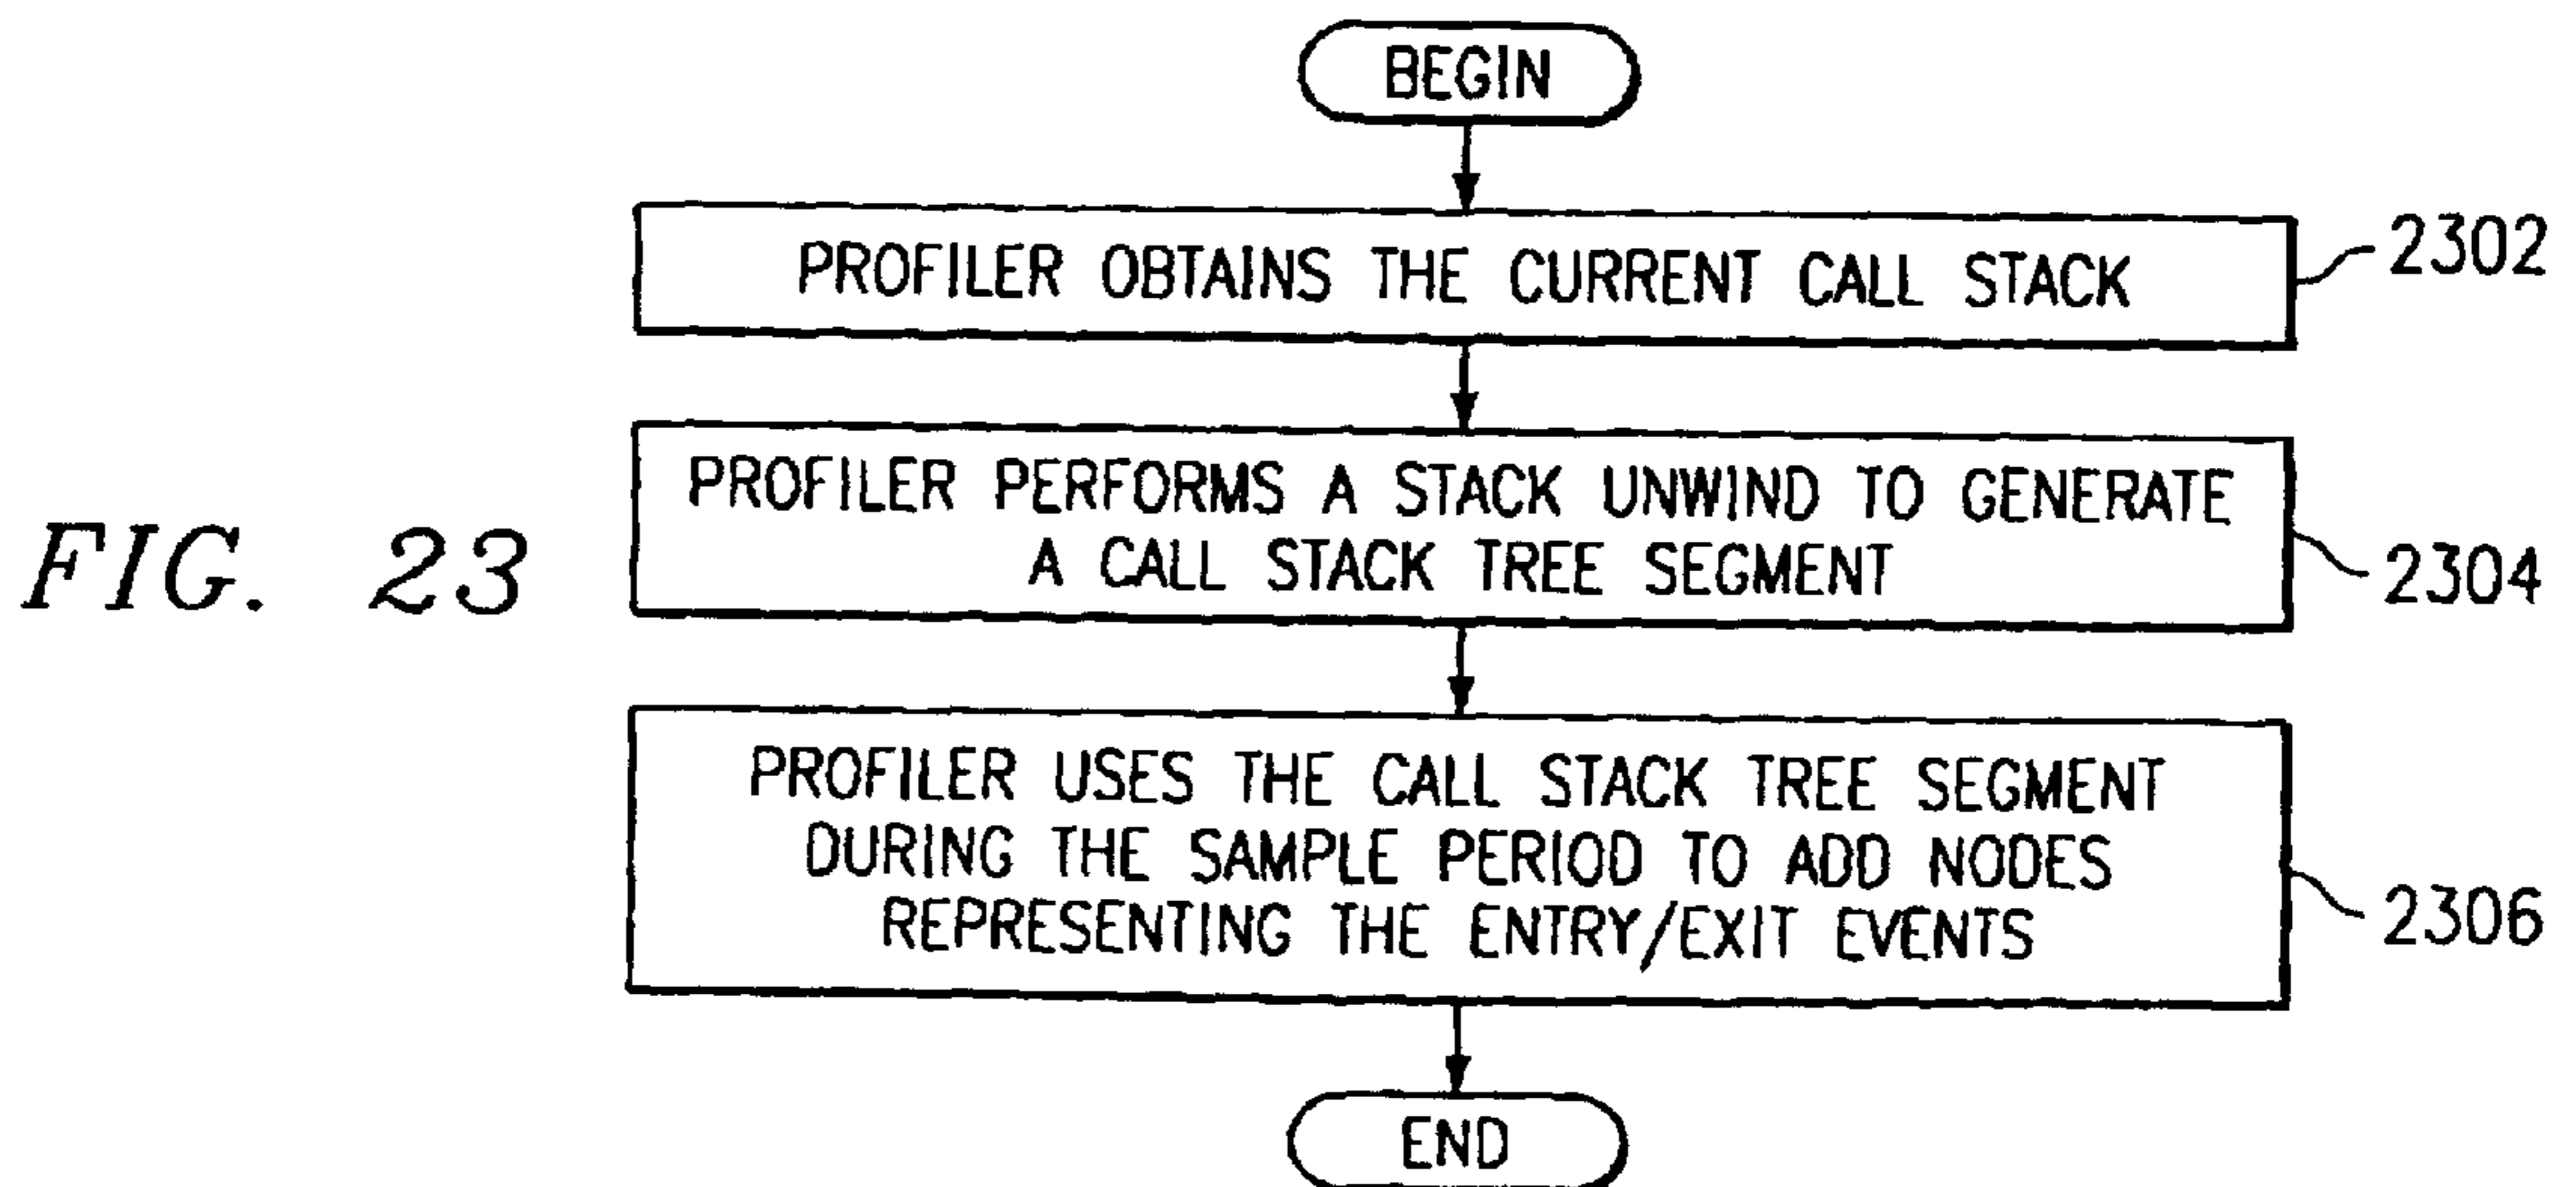 BEGIN
PROFILER OBTAINS THE CURRENT CALL STACK
2302
PROFILER PERFORMS A STACK UNWIND TO GENERATE
A CALL STACK TREE SEGMENT
2304
FIG. 23
PROFILER USES THE CALL STACK TREE SEGMENT
DURING THE SAMPLE PERIOD TO ADD NODES
REPRESENTING THE ENTRY/EXIT EVENTS
2306
END